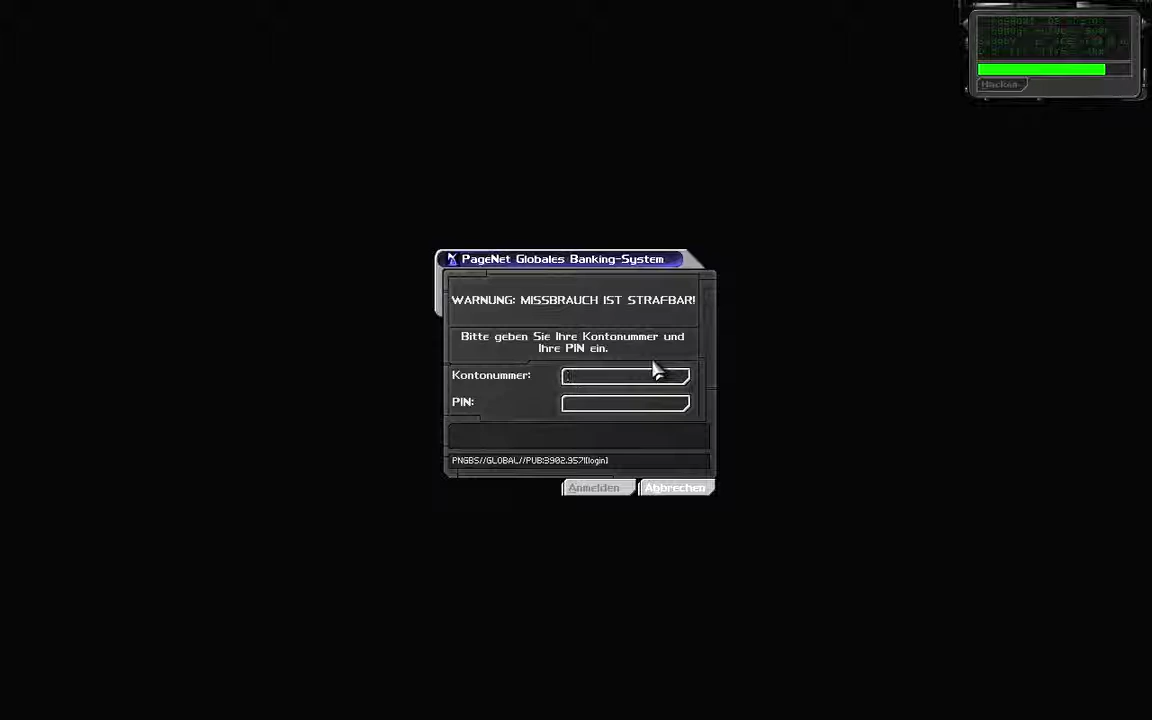 Hacken
PageNet Globales Banking-System
WARNUNG: MISSBRAUCH IST STRAFBAR!
Bitte geben Sie Ihre Kontonummer und
Ihre PIN ein.
Kontonummer:
PIN:
PNGBS//GLOBAL//PUB:3902.957![login]
Anmelden Abbrechen